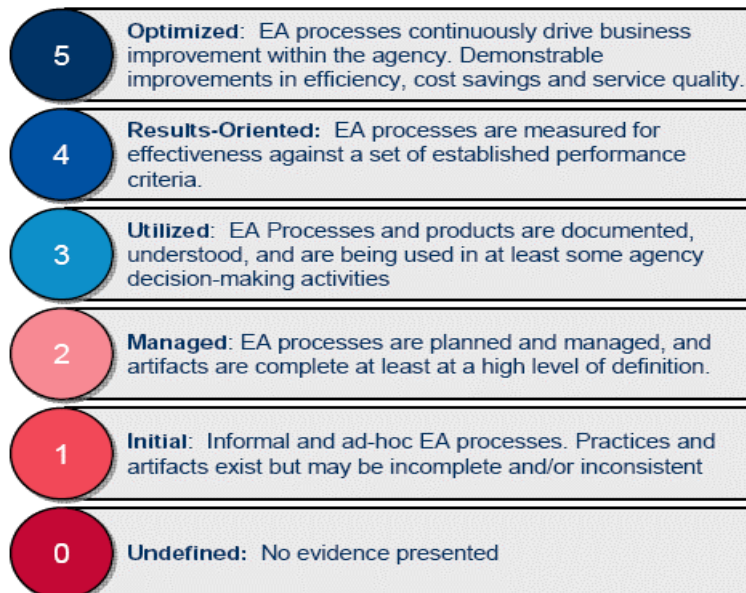 5
Optimized: EA processes continuously drive business
improvement within the agency. Demonstrable
improvements in efficiency, cost savings and service quality.
4
Results-Oriented: EA processes are measured for
effectiveness against a set of established performance
criteria.
3
Utilized: EA Processes and products are documented,
understood, and are being used in at least some agency
decision-making activities
2
Managed: EA processes are planned and managed, and
artifacts are complete at least at a high level of definition.
1
Initial: Informal and ad-hoc EA processes. Practices and
artifacts exist but may be incomplete and/or inconsistent
0
Undefined: No evidence presented